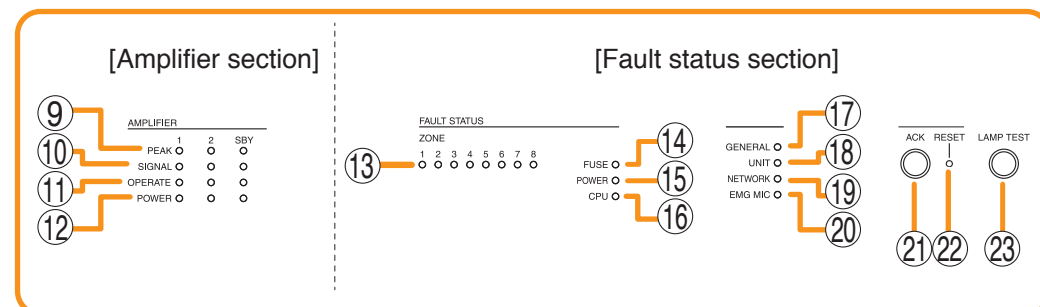 [Amplifier section]
[Fault status section]
9
10
11
12
AMPLIFIER
1 2 SBY
PEAK
SIGNAL
OPERATE
POWER
13
FAULT STATUS
ZONE
1 2 3 4 5 6 7 8
FUSE
POWER
CPU
14
15
16
GENERAL
UNIT
NETWORK
EMG MIC
17
18
19
20
ACK RESET LAMP TEST
21 22 23